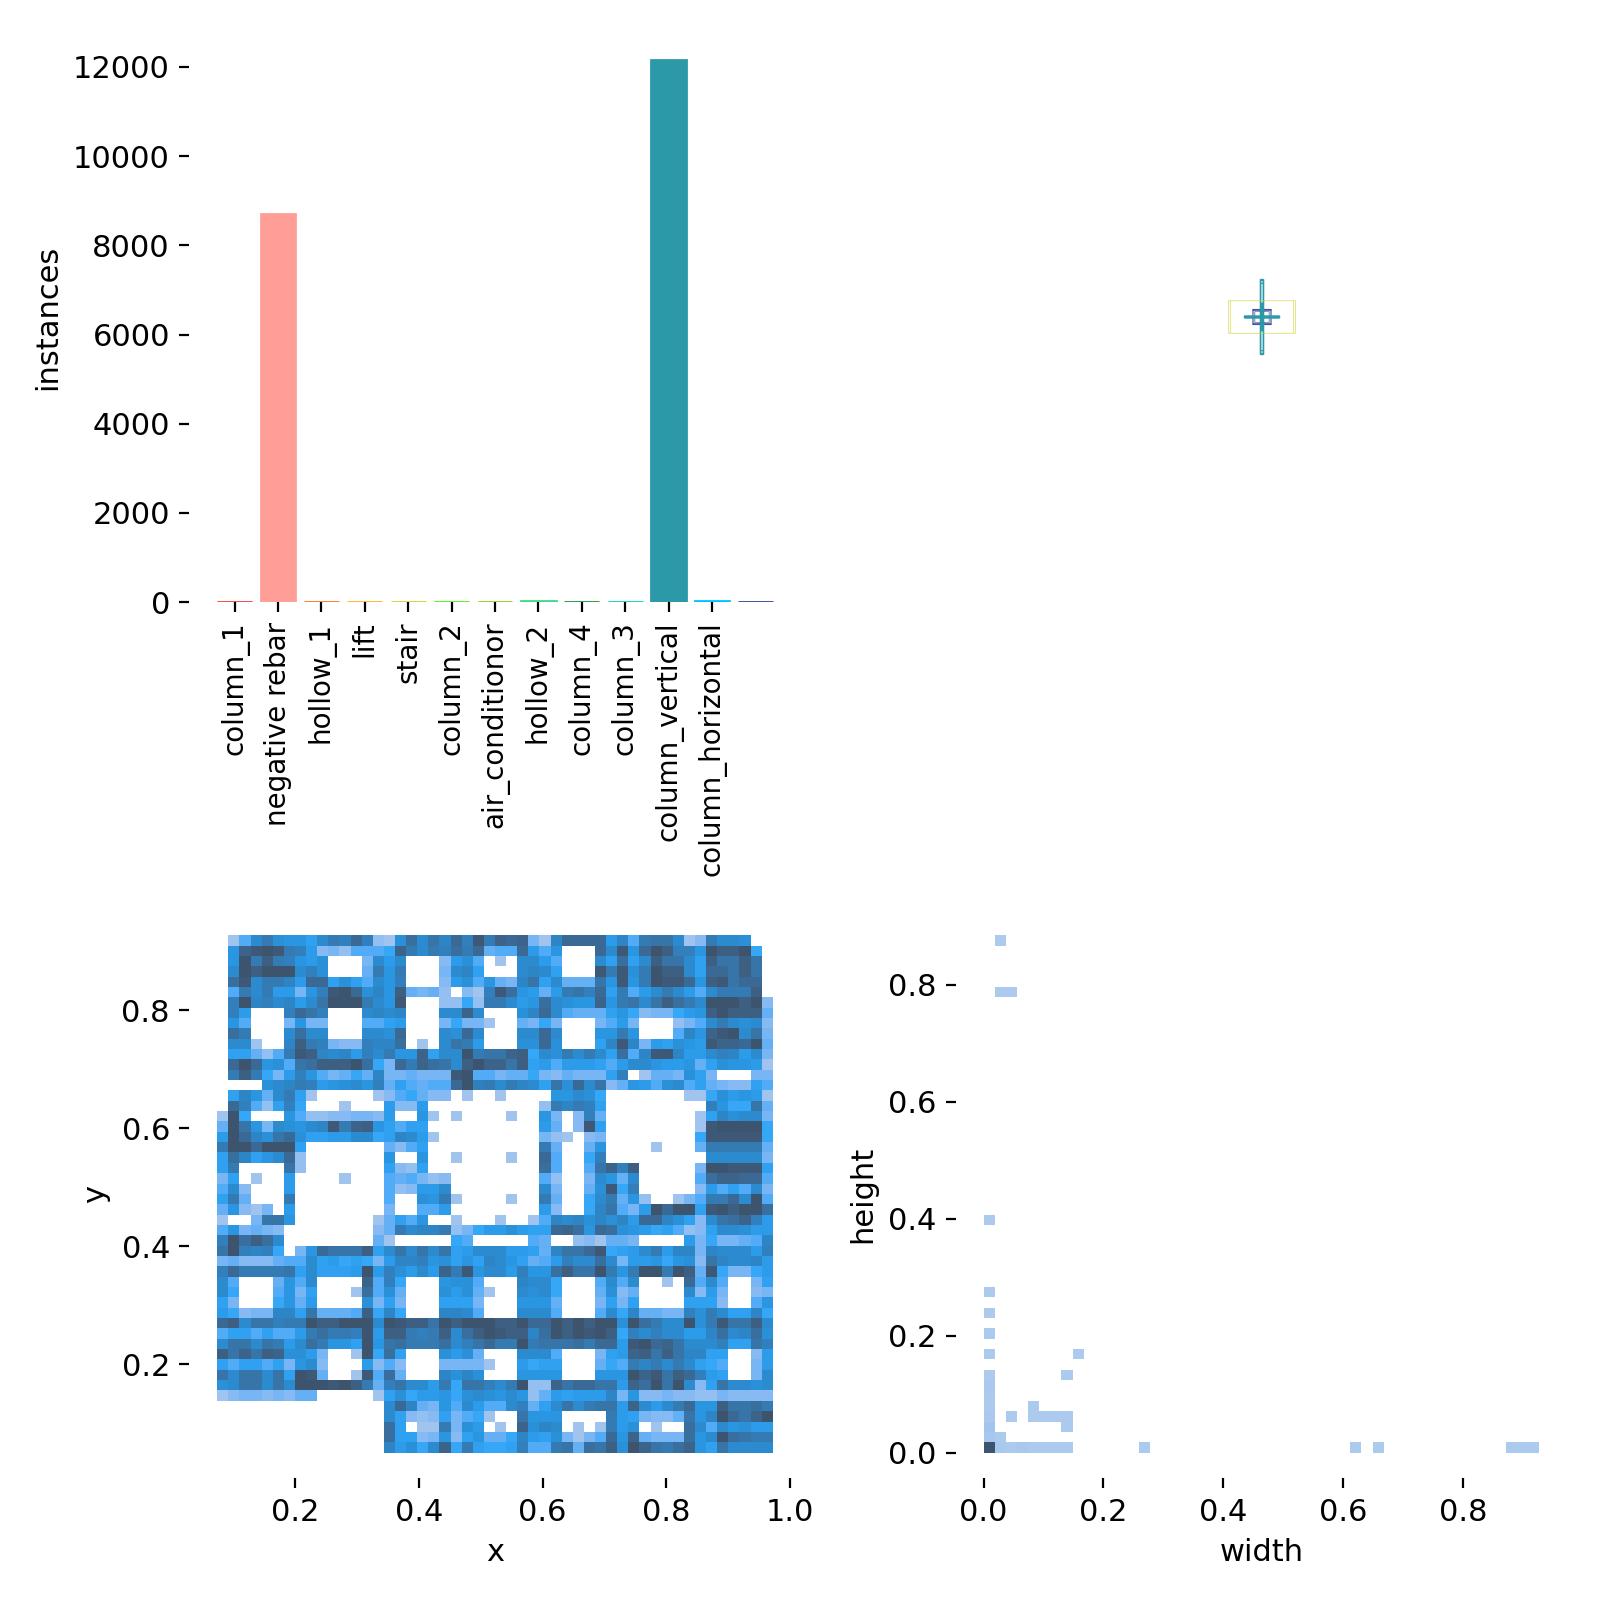 12000
10000
8000
6000
4000
2000
0
instances
column_1
negative rebar
hollow_1
lift
stair
column_2
air_conditionor
hollow_2
column_4
column_3
column_vertical
column_horizontal
0.8
0.6
0.4
0.2
y
0.2
0.4
0.6
0.8
1.0
x
0.8
0.6
0.4
0.2
0.0
height
0.0
0.2
0.4
0.6
0.8
width